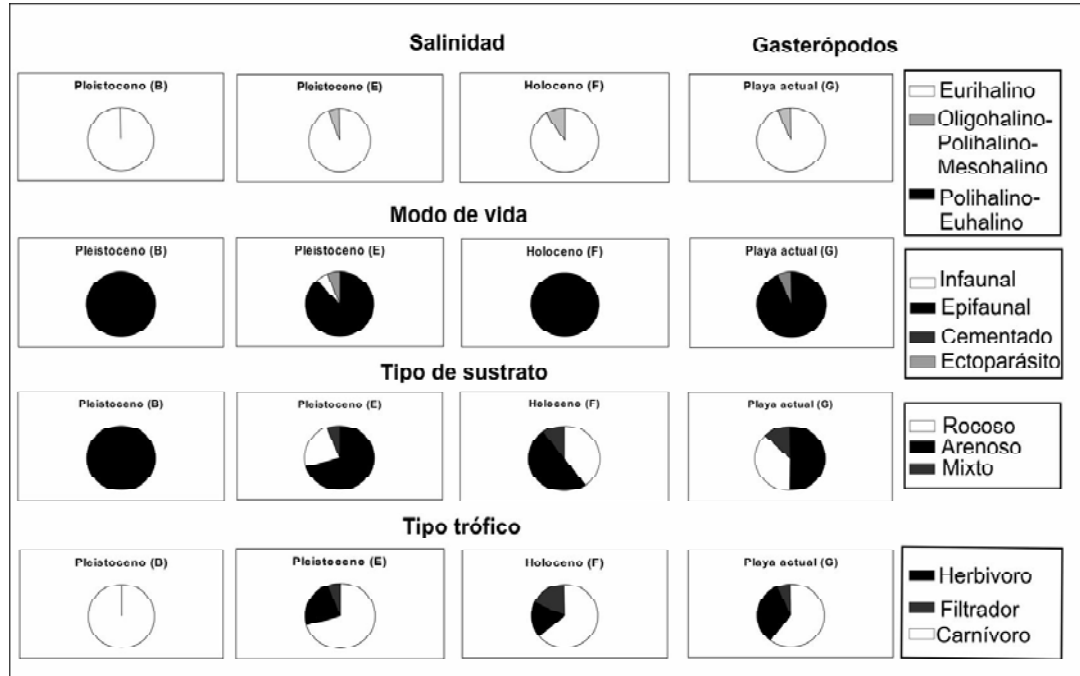 Salinidad
Gasterópodos
Pleistoceno (B)
Pleistoceno (E)
Holoceno (F)
Playa actual (G)
Eurihalino
Oligohalino-
Polihalino-
Mesohalino
Polihalino-
Euhalino
Modo de vida
Pleistoceno (B)
Pleistoceno (E)
Holoceno (F)
Playa actual (G)
Infaunal
Epifaunal
Cementado
Ectoparásito
Tipo de sustrato
Pleistoceno (B)
Pleistoceno (E)
Holoceno (F)
Playa actual (G)
Rocoso
Arenoso
Mixto
Tipo trófico
Pleistoceno (B)
Pleistoceno (E)
Holoceno (F)
Playa actual (G)
Herbivoro
Filtrador
Carnívoro